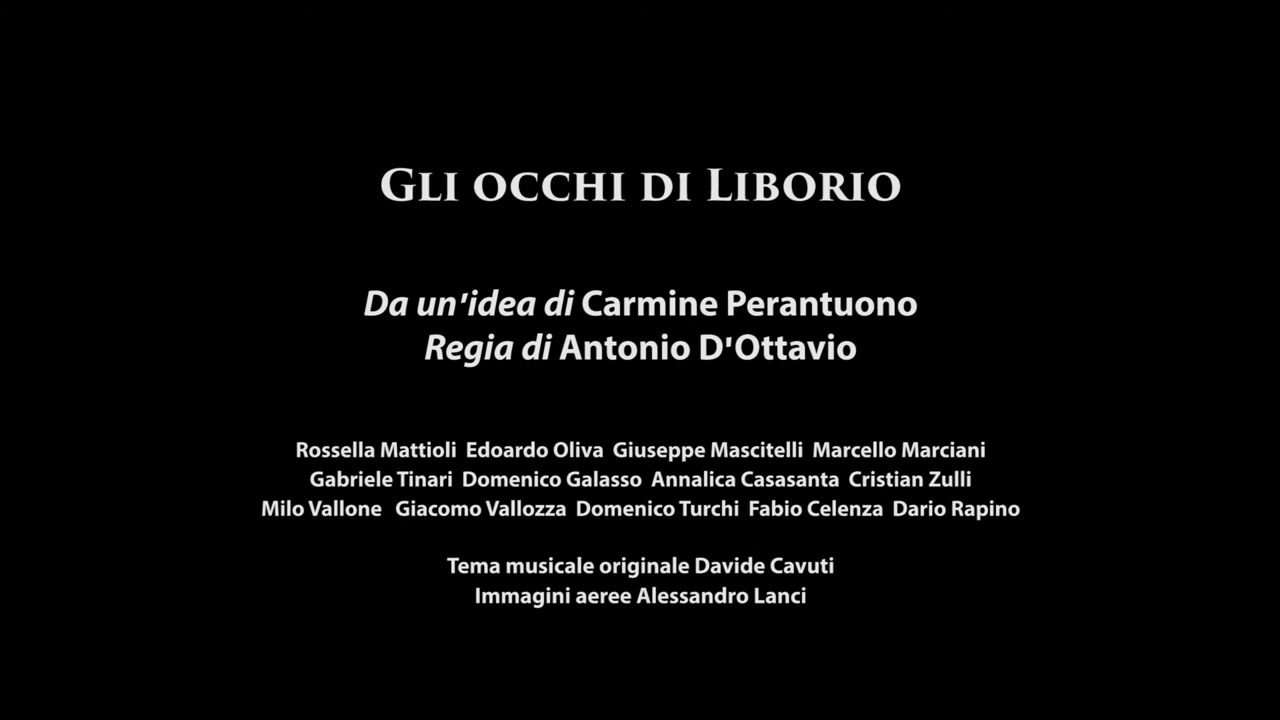 Gli occhi di Liborio
Da un'idea di Carmine Perantuono
Regia di Antonio D'Ottavio
Rossella Mattioli Edoardo Oliva Giuseppe Mascitelli Marcello Marciani
Gabriele Tinari Domenico Galasso Annalica Casasanta Cristian Zulli
Milo Vallone Giacomo Vallozza Domenico Turchi Fabio Celenza Dario Rapino
Tema musicale originale Davide Cavuti
Immagini aeree Alessandro Lanci